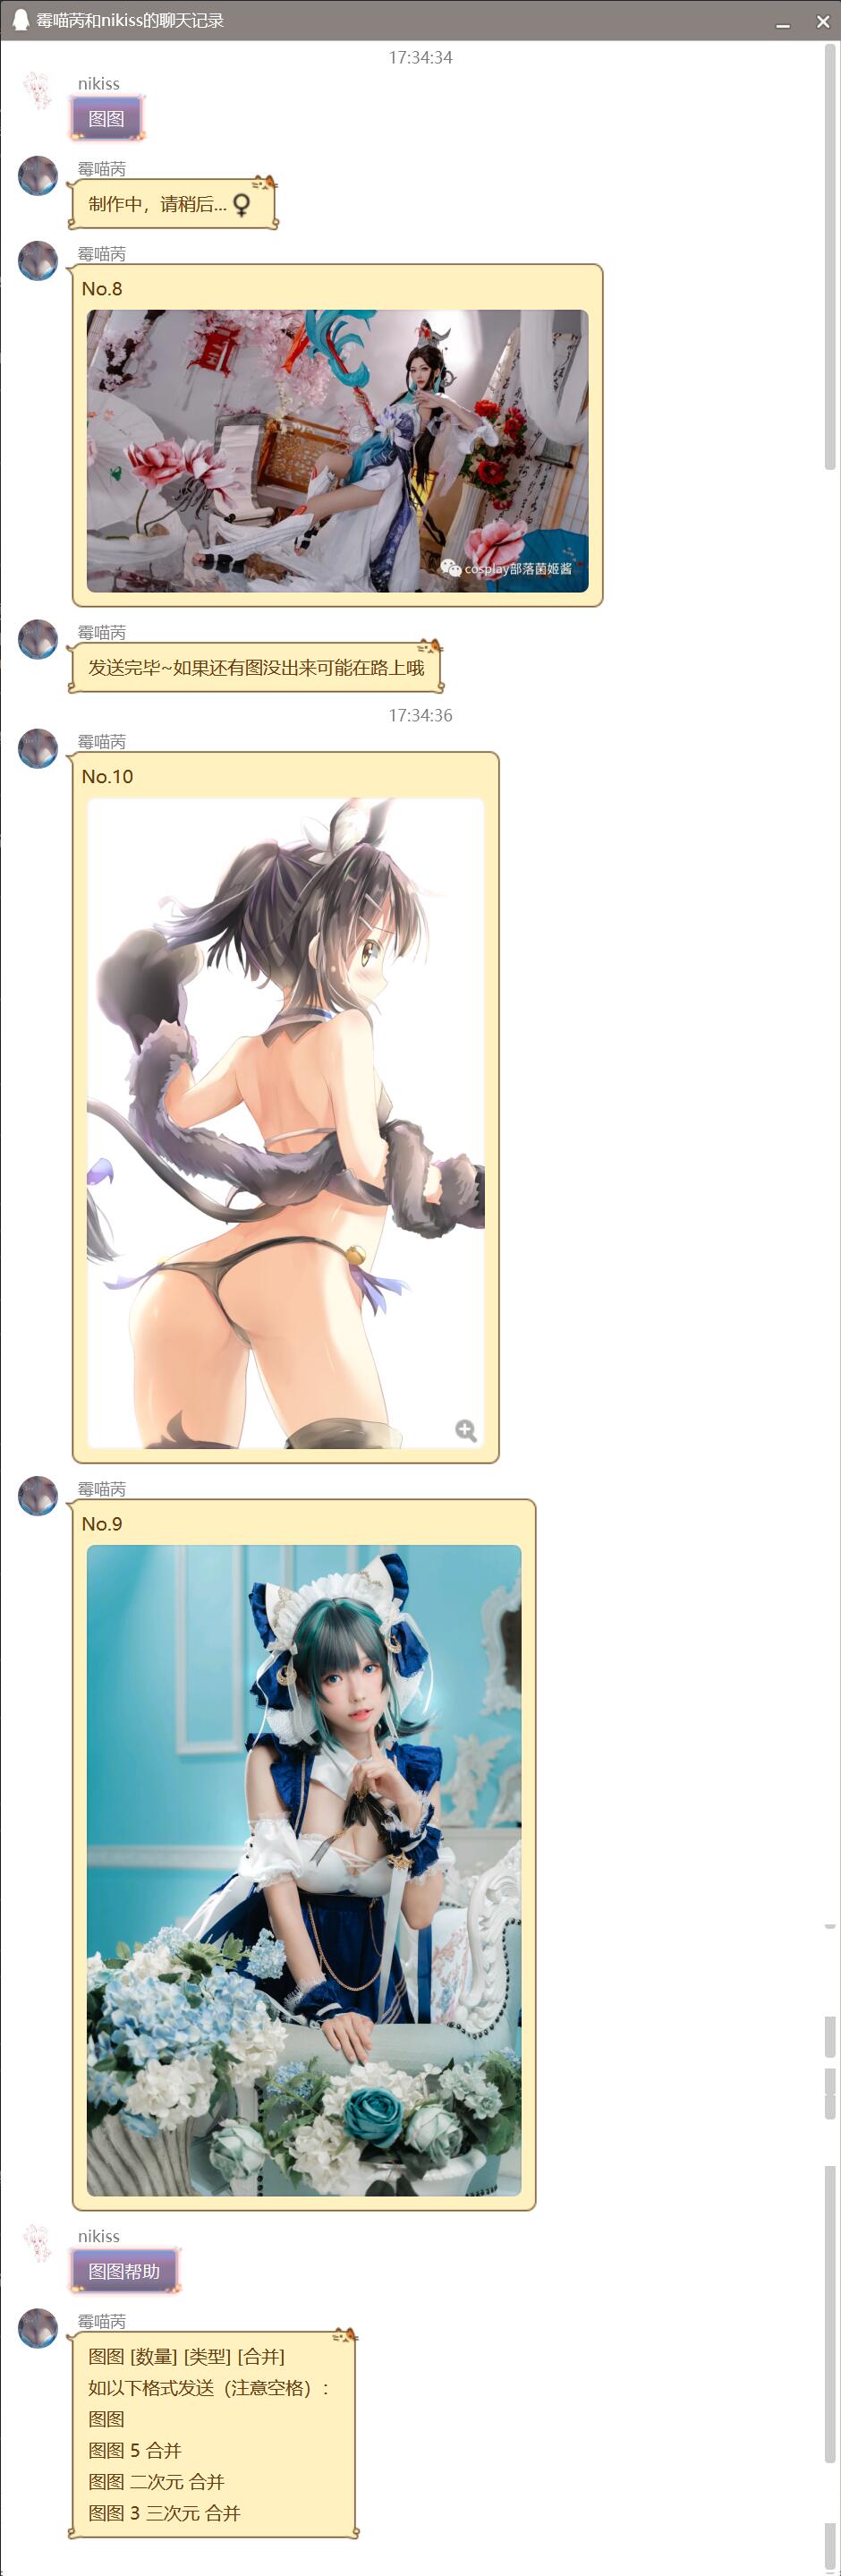 霉喵芮和nikiss的聊天记录
17:34:34
nikiss
图图
霉喵芮
制作中，请稍后...♀
霉喵芮
No.8
cosplay部落菌姬酱
霉喵芮
发送完毕~如果还有图没出来可能在路上哦
17:34:36
霉喵芮
No.10
霉喵芮
No.9
nikiss
图图帮助
霉喵芮
图图 [数量] [类型] [合并]
如以下格式发送（注意空格）：
图图
图图 5 合并
图图 二次元 合并
图图 3 三次元 合并